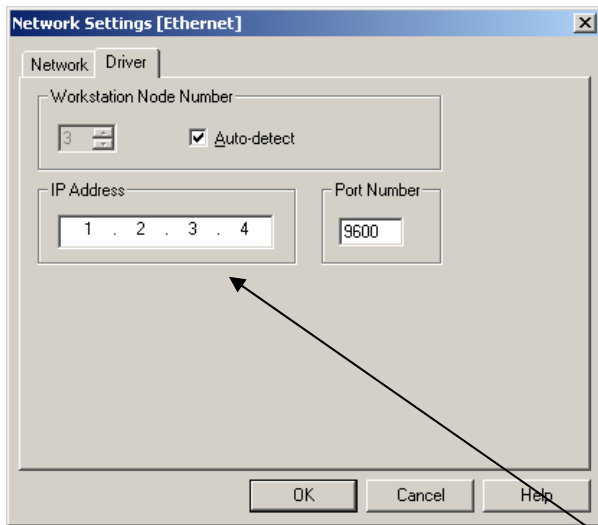 Network Settings [Ethernet]
Network Driver
Workstation Node Number
3 Auto-detect
IP Address Port Number
1 . 2 . 3 . 4 9600
OK Cancel Help